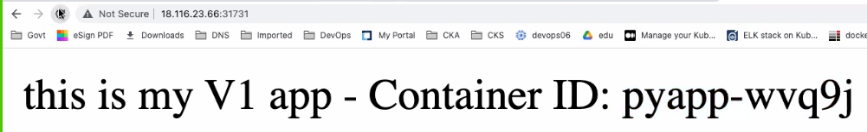 Not Secure | 18.116.23.66:31731
Govt eSign PDF Downloads DNS Imported DevOps My Portal CKA CKS devops06 edu Manage your Kub... ELK stack on Kub... docke
this is my V1 app - Container ID: pyapp-wvq9j